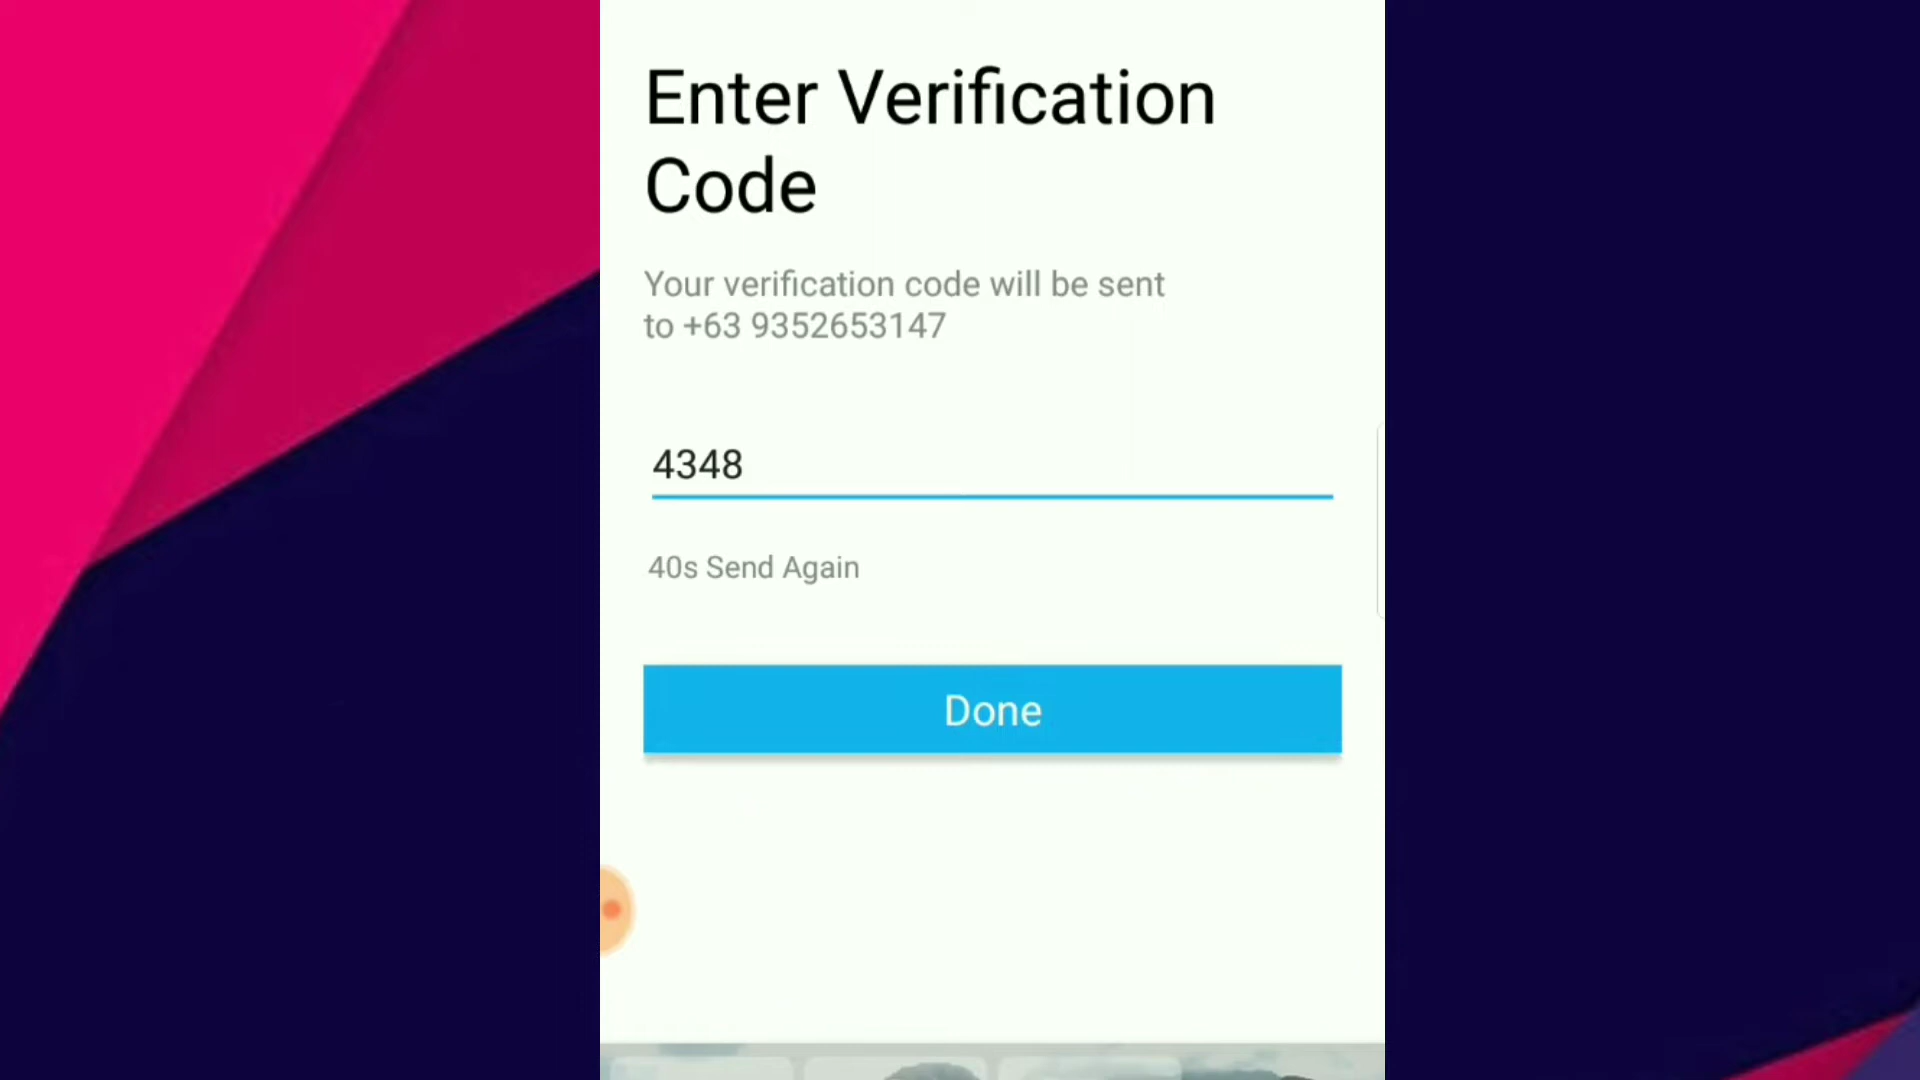 Enter Verification
Code
Your verification code will be sent
to +63 9352653147
4348
40s Send Again
Done